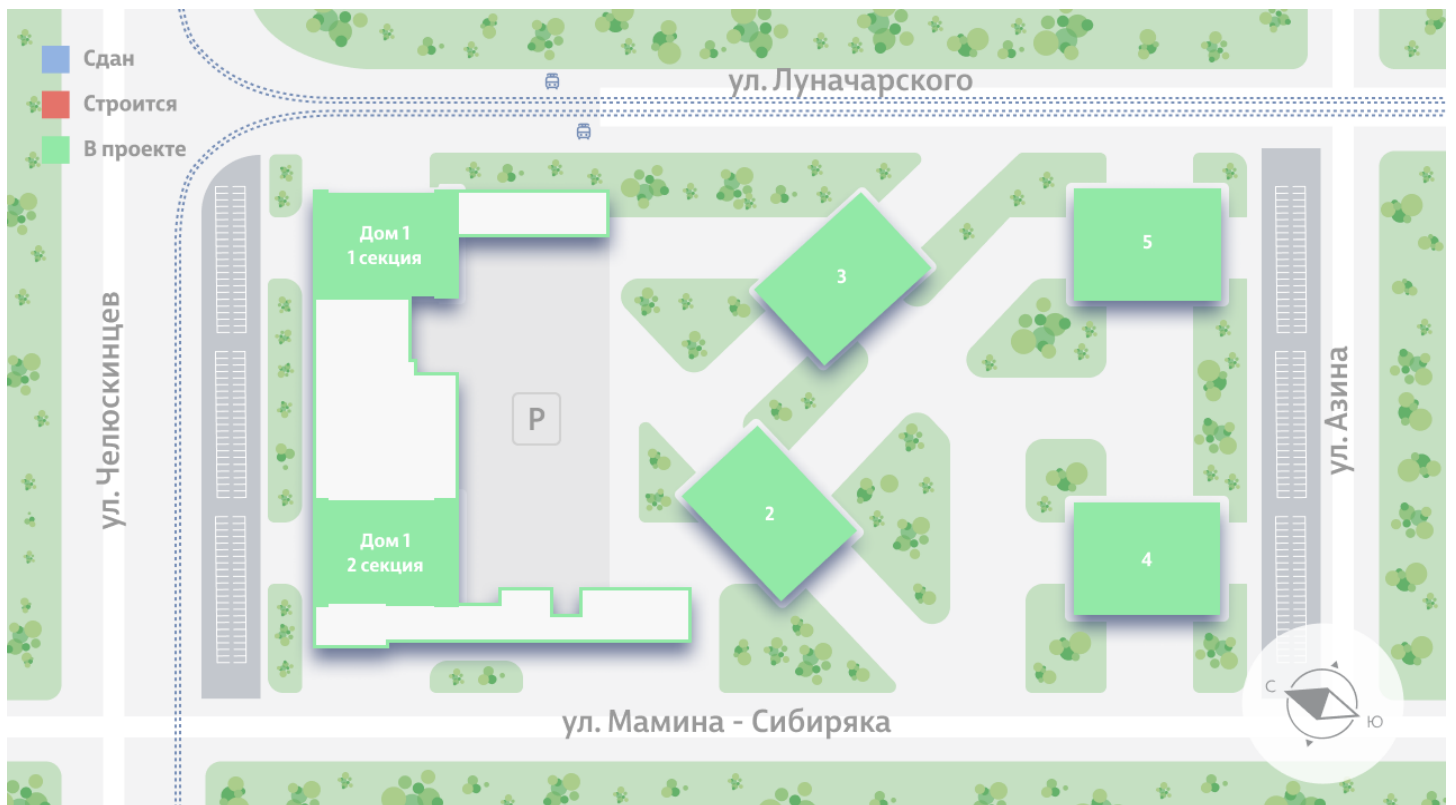 Сдан
Строится
В проекте
ул. Луначарского
ул. Челюскинцев
Дом 1
1 секция
3
5
P
ул. Азина
2
Дом 1
2 секция
4
С
Ю
ул. Мамина - Сибиряка